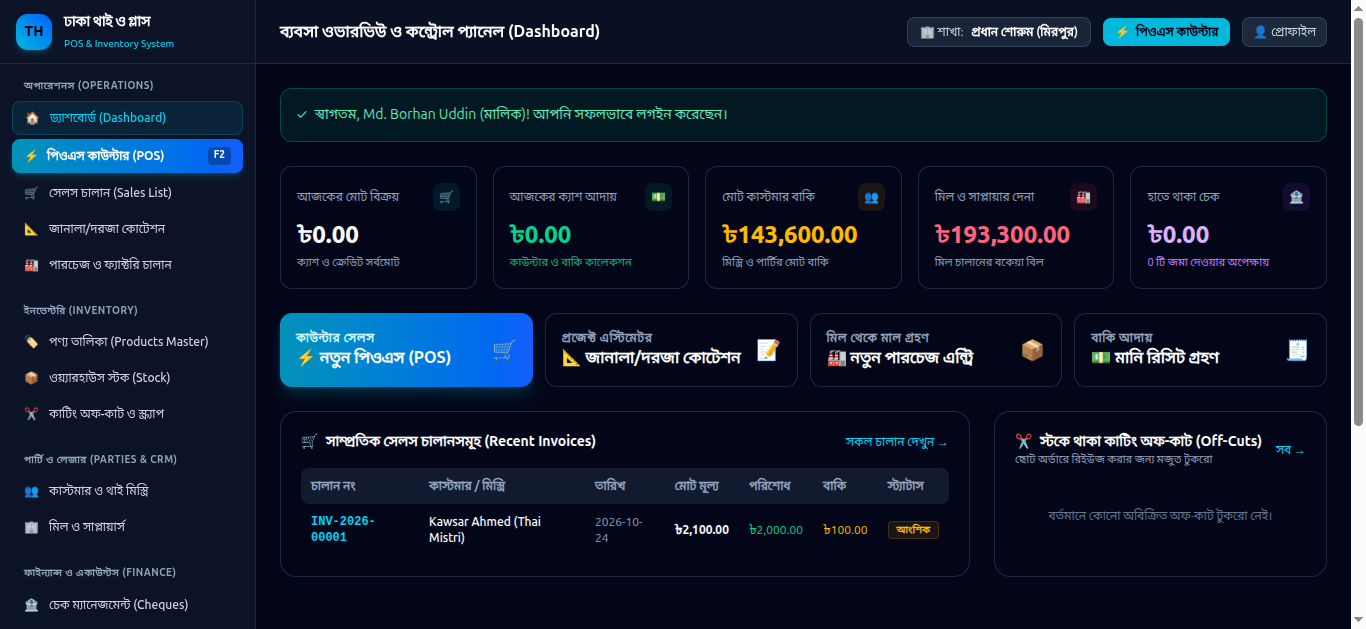 TH
ঢাকা থাই ও গ্লাস
POS & Inventory System
অপারেশনস (OPERATIONS)
🏠 ড্যাশবোর্ড (Dashboard)
⚡ পিওএস কাউন্টার (POS) F2
🛒 সেলস চালান (Sales List)
📐 জানালা/দরজা কোটেশন
🏭 পারচেজ ও ফ্যাক্টরি চালান
ইনভেন্টরি (INVENTORY)
🏷️ পণ্য তালিকা (Products Master)
📦 ওয়্যারহাউস স্টক (Stock)
✂️ কাটিং অফ-কাট ও স্ক্র্যাপ
পার্টি ও লেজার (PARTIES & CRM)
👥 কাস্টমার ও থাই মিস্ত্রি
🏢 মিল ও সাপ্লায়ার্স
ফাইন্যান্স ও একাউন্টস (FINANCE)
🏦 চেক ম্যানেজমেন্ট (Cheques)
ব্যবসা ওভারভিউ ও কন্ট্রোল প্যানেল (Dashboard)
🏢 শাখা: প্রধান শোরুম (মিরপুর)
⚡ পিওএস কাউন্টার
👤 প্রোফাইল
✓ স্বাগতম, Md. Borhan Uddin (মালিক)! আপনি সফলভাবে লগইন করেছেন।
আজকের মোট বিক্রয়
৳0.00
ক্যাশ ও ক্রেডিট সর্বমোট
আজকের ক্যাশ আদায়
৳0.00
কাউন্টার ও বাকি কালেকশন
মোট কাস্টমার বাকি
৳143,600.00
মিস্ত্রি ও পার্টির মোট বাকি
মিল ও সাপ্লায়ার দেনা
৳193,300.00
মিল চালানের বকেয়া বিল
হাতে থাকা চেক
৳0.00
0 টি জমা দেওয়ার অপেক্ষায়
কাউন্টার সেলস
⚡ নতুন পিওএস (POS)
প্রজেক্ট এস্টিমেটর
📐 জানালা/দরজা কোটেশন
মিল থেকে মাল গ্রহণ
🏭 নতুন পারচেজ এন্ট্রি
বাকি আদায়
💵 মানি রিসিট গ্রহণ
🛒 সাম্প্রতিক সেলস চালানসমূহ (Recent Invoices)
সকল চালান দেখুন →
চালান নং কাস্টমার / মিস্ত্রি তারিখ মোট মূল্য পরিশোধ বাকি স্ট্যাটাস
INV-2026-
00001
Kawsar Ahmed (Thai
Mistri)
2026-10-
24
৳2,100.00 ৳2,000.00 ৳100.00 আংশিক
✂️ স্টকে থাকা কাটিং অফ-কাট (Off-Cuts)
ছোট অর্ডারে রিইউজ করার জন্য মজুত টুকরো
সব →
বর্তমানে কোনো অবিক্রিত অফ-কাট টুকরো নেই।